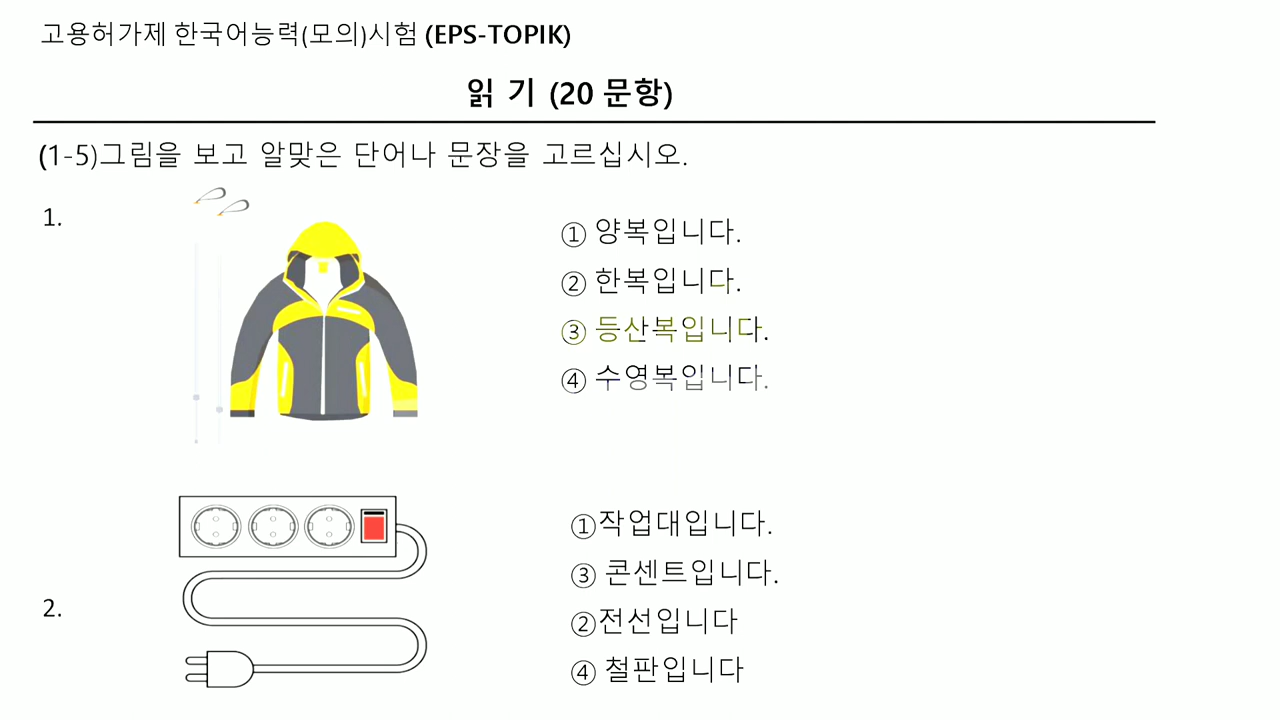 고용허가제 한국어능력(모의)시험 (EPS-TOPIK)
읽 기 (20 문항)
(1-5)그림을 보고 알맞은 단어나 문장을 고르십시오.
1.
① 양복입니다.
② 한복입니다.
③ 등산복입니다.
④ 수영복입니다.
2.
①작업대입니다.
③ 콘센트입니다.
②전선입니다
④ 철판입니다